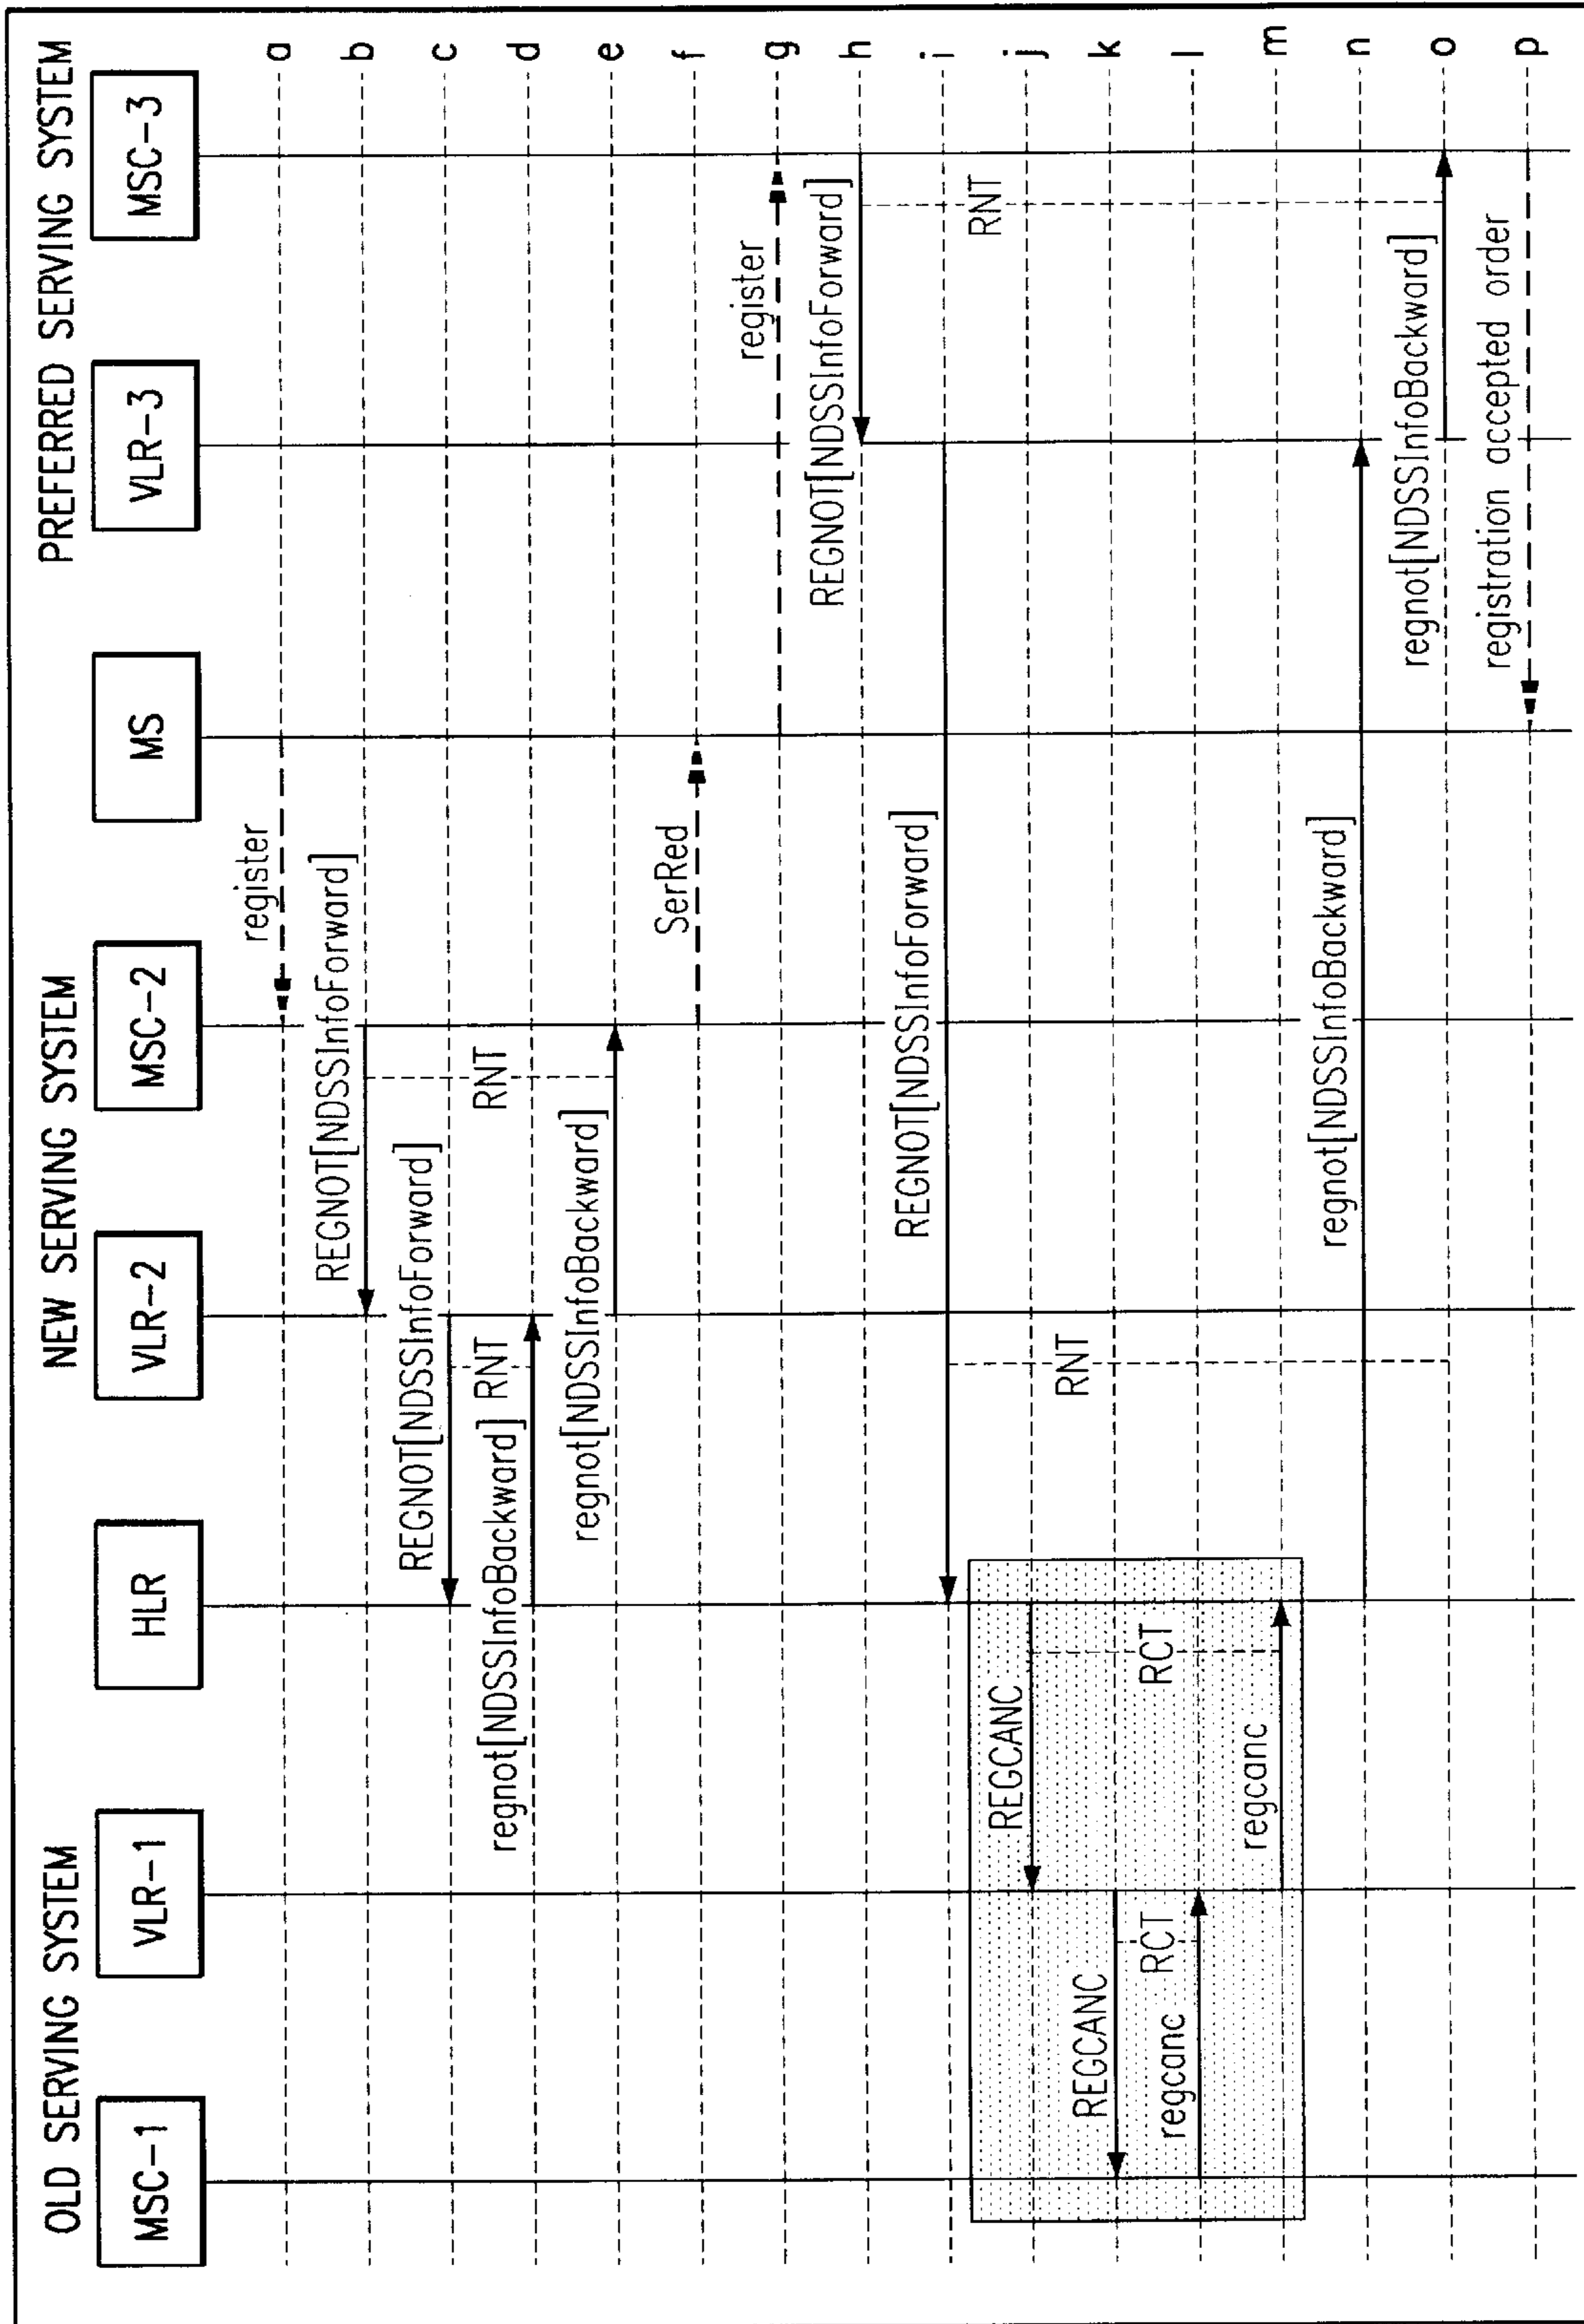 OLD SERVING SYSTEM
NEW SERVING SYSTEM
PREFERRED SERVING SYSTEM
MSC-1
VLR-1
HLR
VLR-2
MSC-2
MS
VLR-3
MSC-3
register
a
REGNOT[NDSSInfoForward]
b
REGNOT[NDSSInfoForward]
c
RNT
RNT
regnot[NDSSInfoBackward]
d
regnot[NDSSInfoBackward]
e
SerRed
f
register
g
REGNOT[NDSSInfoForward]
h
REGNOT[NDSSInfoForward]
i
RNT
REGCANC
j
RNT
REGCANC
k
RCT
RCT
regcanc
l
regcanc
m
regnot[NDSSInfoBackward]
n
regnot[NDSSInfoBackward]
o
registration accepted order
p